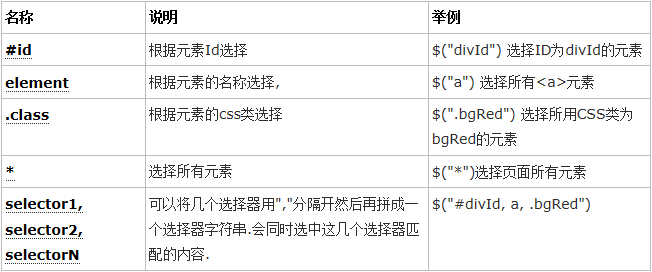 名称 说明 举例
#id 根据元素Id选择 $("divId") 选择ID为divId的元素
element 根据元素的名称选择, $("a") 选择所有<a>元素
.class 根据元素的css类选择 $(".bgRed") 选择所用CSS类为
bgRed的元素
* 选择所有元素 $("*")选择页面所有元素
selector1, 可以将几个选择器用","分隔开然后再拼成一 $("#divId, a, .bgRed")
selector2, 个选择器字符串.会同时选中这几个选择器匹
selectorN 配的内容.